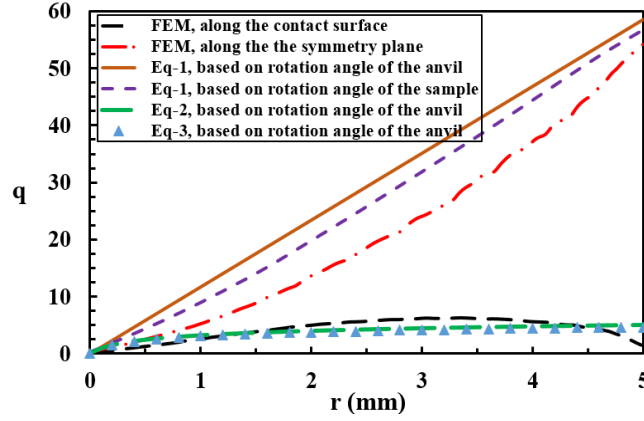 60
50
40
30
20
10
0
q
FEM, along the contact surface
FEM, along the the symmetry plane
Eq-1, based on rotation angle of the anvil
Eq-1, based on rotation angle of the sample
Eq-2, based on rotation angle of the anvil
Eq-3, based on rotation angle of the anvil
0 1 2 3 4 5
r (mm)